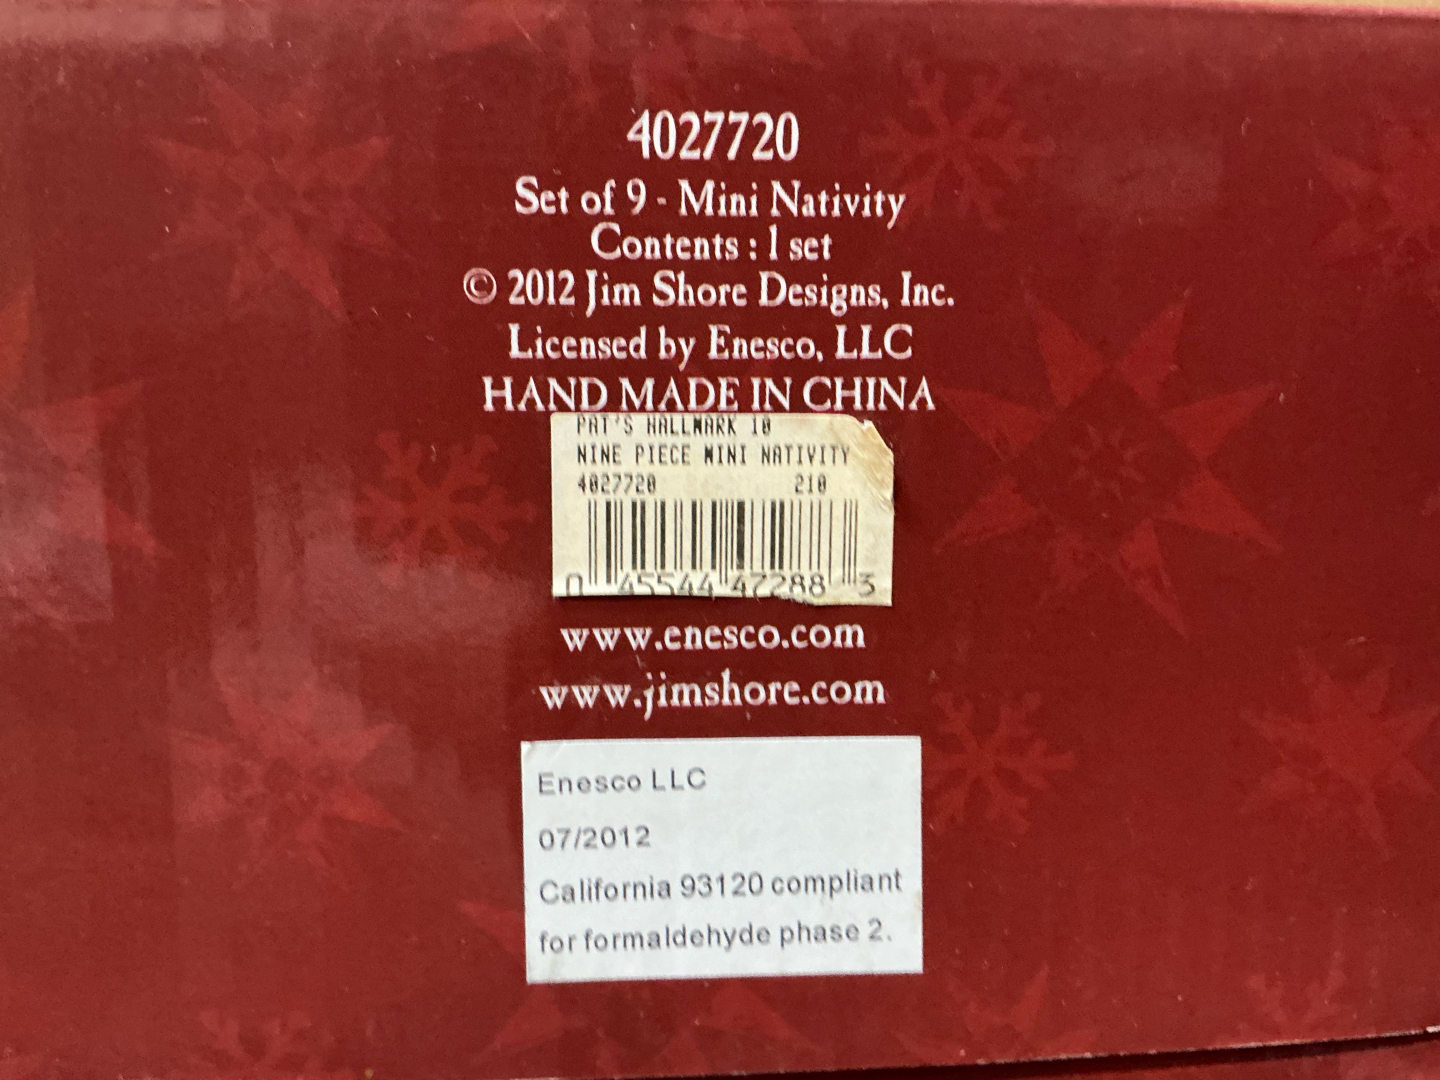 4027720
Set of 9 - Mini Nativity
Contents : 1 set
© 2012 Jim Shore Designs, Inc.
Licensed by Enesco, LLC
HAND MADE IN CHINA
PAT'S HALLMARK 10
NINE PIECE MINI NATIVITY
4027720 210
0 45544 47288 3
www.enesco.com
www.jimshore.com
Enesco LLC
07/2012
California 93120 compliant
for formaldehyde phase 2.